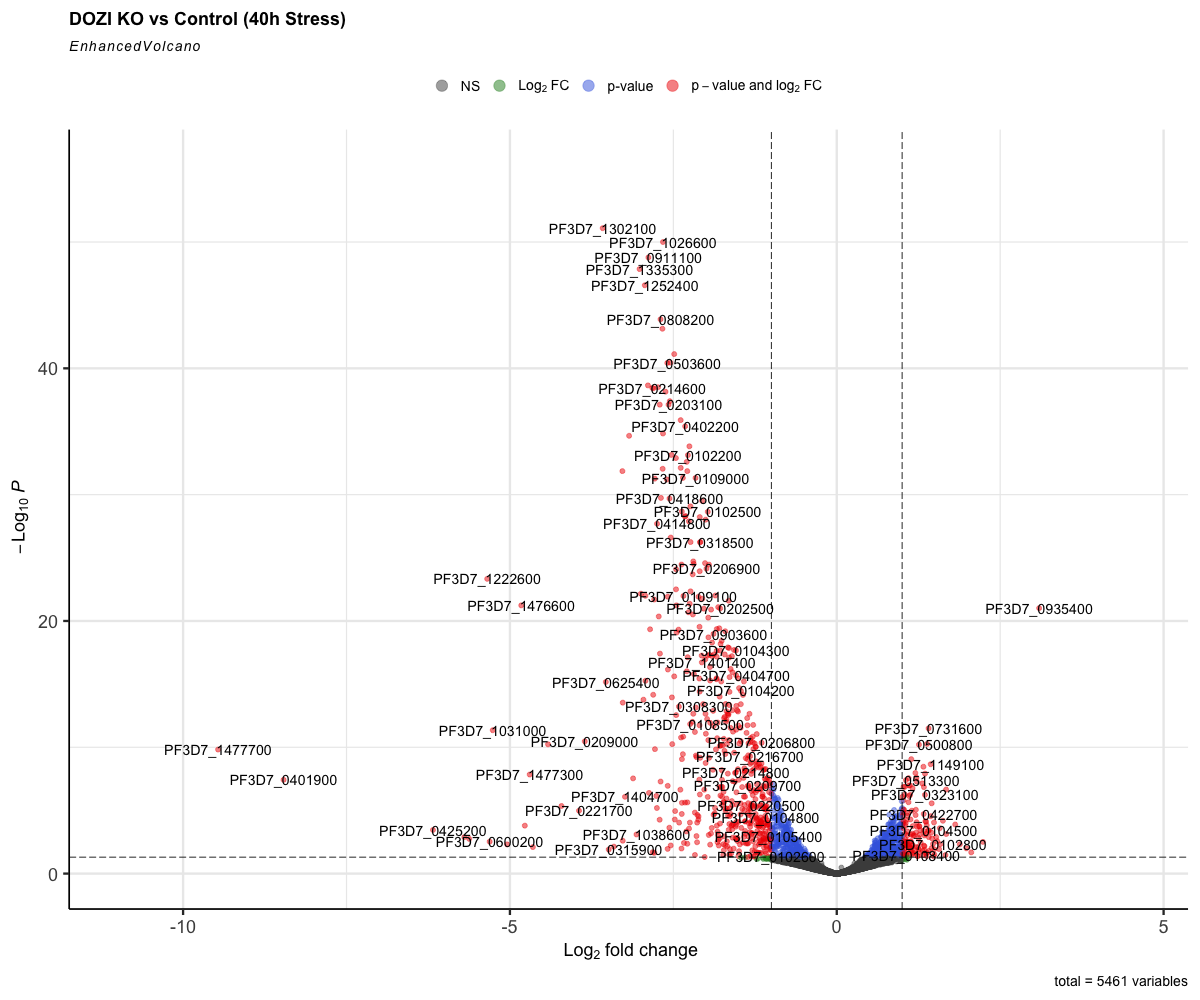 DOZI KO vs Control (40h Stress)
EnhancedVolcano
NS
Log₂ FC
p-value
p – value and log₂ FC
PF3D7_1302100
PF3D7_1026600
PF3D7_0911100
PF3D7_1335300
PF3D7_1252400
PF3D7_0808200
PF3D7_0503600
PF3D7_0214600
PF3D7_0203100
PF3D7_0402200
PF3D7_0102200
PF3D7_0109000
PF3D7_0418600
PF3D7_0102500
PF3D7_0414800
PF3D7_0318500
PF3D7_0206900
PF3D7_1222600
PF3D7_0109100
PF3D7_1476600
PF3D7_0202500
PF3D7_0935400
PF3D7_0903600
PF3D7_0104300
PF3D7_1401400
PF3D7_0404700
PF3D7_0625400
PF3D7_0104200
PF3D7_0308300
PF3D7_0108500
PF3D7_1031000
PF3D7_0731600
PF3D7_0209000
PF3D7_0206800
PF3D7_0500800
PF3D7_1477700
PF3D7_0216700
PF3D7_1149100
PF3D7_0214800
PF3D7_1477300
PF3D7_0401900
PF3D7_0513300
PF3D7_0209700
PF3D7_1404700
PF3D7_0323100
PF3D7_0220500
PF3D7_0221700
PF3D7_0104800
PF3D7_0422700
PF3D7_0425200
PF3D7_0104500
PF3D7_1038600
PF3D7_0105400
PF3D7_0600200
PF3D7_0102800
PF3D7_0315900
PF3D7_0102600
PF3D7_0108400
40
20
0
– Log₁₀ P
-10
-5
0
5
Log₂ fold change
total = 5461 variables